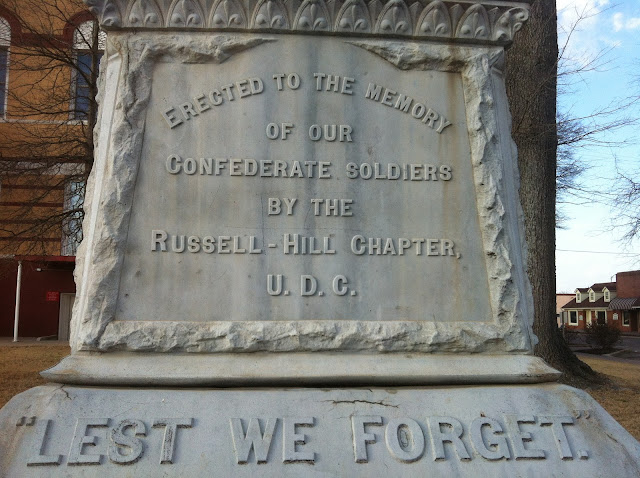 Erected to the memory
of our
Confederate soldiers
by the
Russell-Hill Chapter,
U. D. C.
"Lest We Forget."